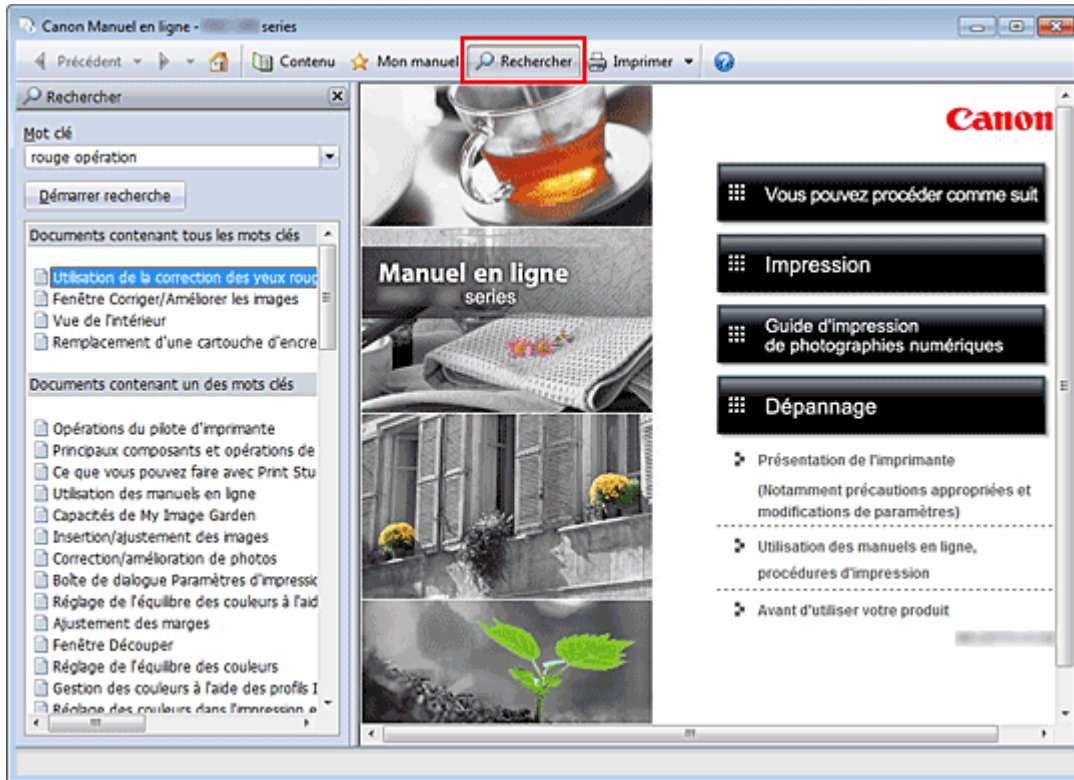 Canon Manuel en ligne - series
Précédent Contenu Mon manuel Rechercher Imprimer
Rechercher
Mot clé
rouge opération
Démarrer recherche
Documents contenant tous les mots clés
Utilisation de la correction des yeux roug
Fenêtre Corriger/Améliorer les images
Vue de l'intérieur
Remplacement d'une cartouche d'encre
Documents contenant un des mots clés
Opérations du pilote d'imprimante
Principaux composants et opérations de
Ce que vous pouvez faire avec Print Stu
Utilisation des manuels en ligne
Capacités de My Image Garden
Insertion/ajustement des images
Correction/amélioration de photos
Boîte de dialogue Paramètres d'impressic
Réglage de l'équilibre des couleurs à l'aid
Ajustement des marges
Fenêtre Découper
Réglage de l'équilibre des couleurs
Gestion des couleurs à l'aide des profils I
Réglage des couleurs dans l'impression e
Manuel en ligne
series
Canon
Vous pouvez procéder comme suit
Impression
Guide d'impression
de photographies numériques
Dépannage
Présentation de l'imprimante
(Notamment précautions appropriées et
modifications de paramètres)
Utilisation des manuels en ligne,
procédures d'impression
Avant d'utiliser votre produit